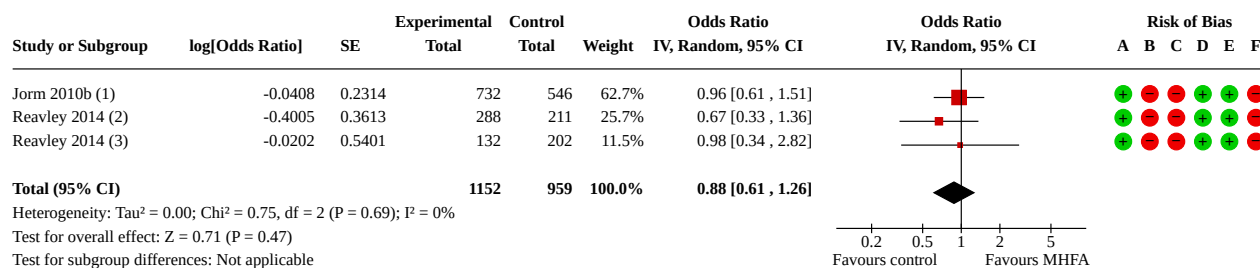 Experimental Control Odds Ratio Odds Ratio Risk of Bias
Study or Subgroup log[Odds Ratio] SE Total Total Weight IV, Random, 95% CI IV, Random, 95% CI A B C D E F
Jorm 2010b (1) -0.0408 0.2314 732 546 62.7% 0.96 [0.61 , 1.51] + − − + + −
Reavley 2014 (2) -0.4005 0.3613 288 211 25.7% 0.67 [0.33 , 1.36] + − − + + −
Reavley 2014 (3) -0.0202 0.5401 132 202 11.5% 0.98 [0.34 , 2.82] + − − + + −
Total (95% CI) 1152 959 100.0% 0.88 [0.61 , 1.26]
Heterogeneity: Tau² = 0.00; Chi² = 0.75, df = 2 (P = 0.69); I² = 0%
Test for overall effect: Z = 0.71 (P = 0.47) 0.2 0.5 1 2 5
Test for subgroup differences: Not applicable Favours control Favours MHFA